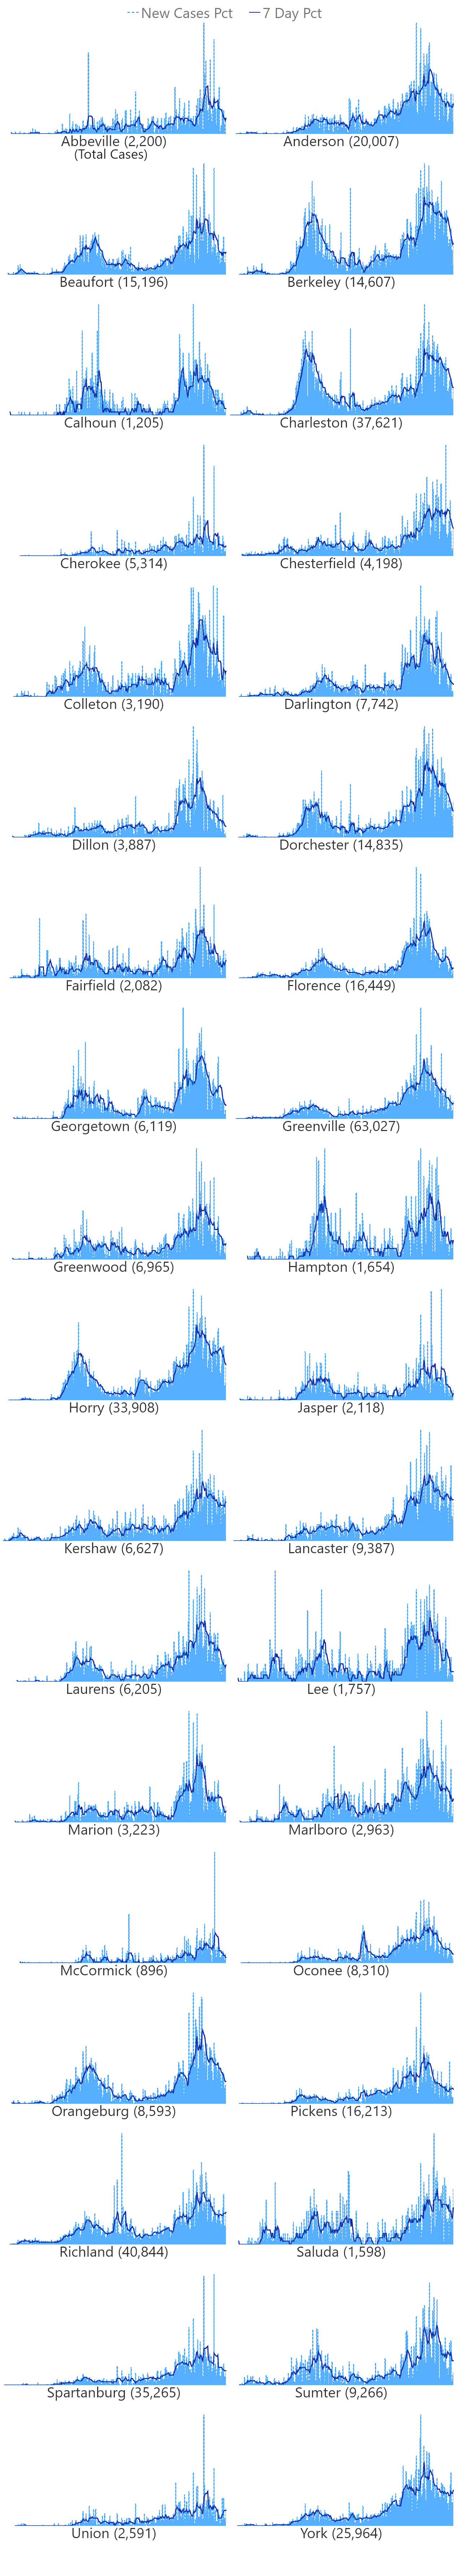 New Cases Pct 7 Day Pct
Abbeville (2,200) Anderson (20,007)
(Total Cases)
Beaufort (15,196) Berkeley (14,607)
Calhoun (1,205) Charleston (37,621)
Cherokee (5,314) Chesterfield (4,198)
Colleton (3,190) Darlington (7,742)
Dillon (3,887) Dorchester (14,835)
Fairfield (2,082) Florence (16,449)
Georgetown (6,119) Greenville (63,027)
Greenwood (6,965) Hampton (1,654)
Horry (33,908) Jasper (2,118)
Kershaw (6,627) Lancaster (9,387)
Laurens (6,205) Lee (1,757)
Marion (3,223) Marlboro (2,963)
McCormick (896) Oconee (8,310)
Orangeburg (8,593) Pickens (16,213)
Richland (40,844) Saluda (1,598)
Spartanburg (35,265) Sumter (9,266)
Union (2,591) York (25,964)